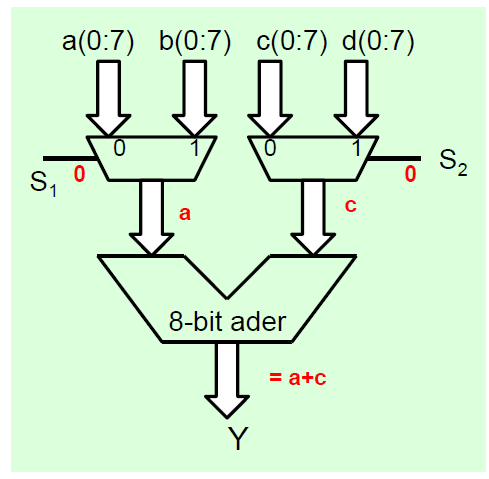 a(0:7) b(0:7) c(0:7) d(0:7)
0 1 0 1
S1 0 0 S2
a c
8-bit ader
= a+c
Y